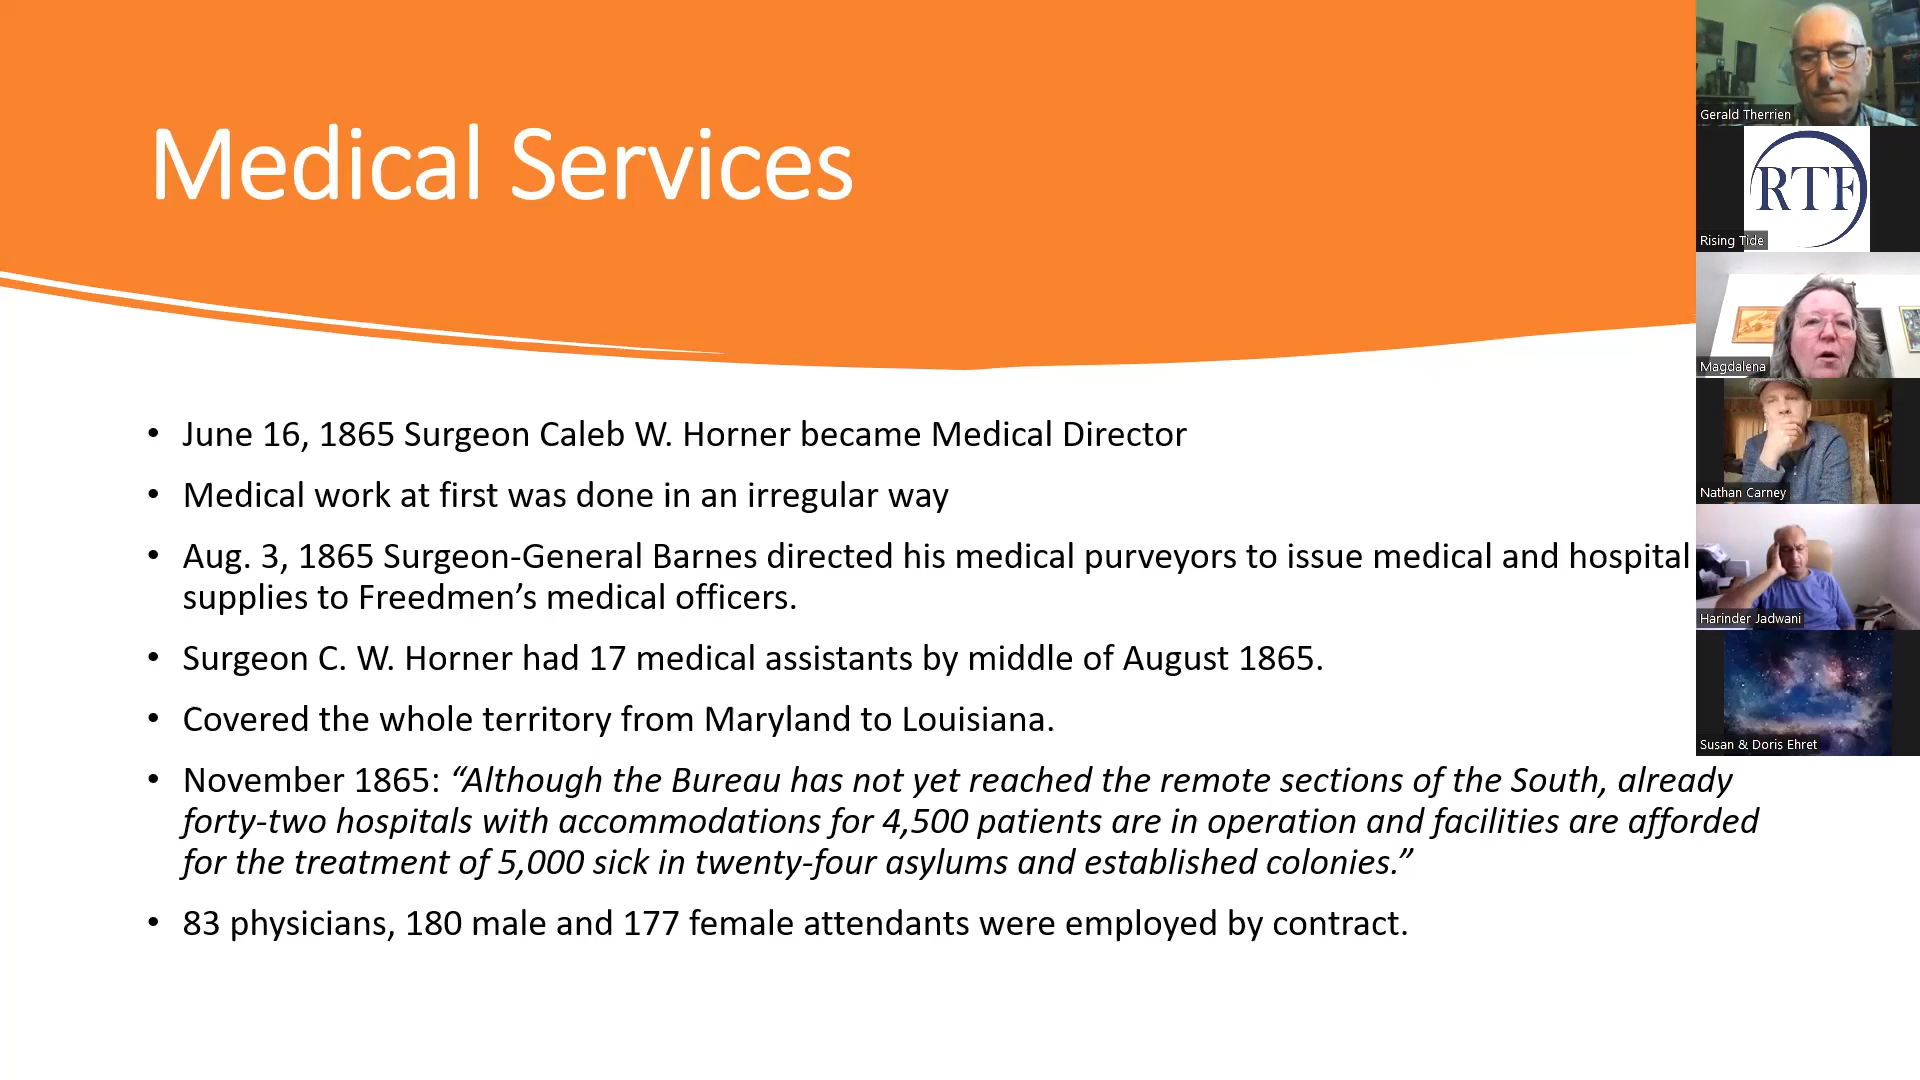 Medical Services
• June 16, 1865 Surgeon Caleb W. Horner became Medical Director
• Medical work at first was done in an irregular way
• Aug. 3, 1865 Surgeon-General Barnes directed his medical purveyors to issue medical and hospital
supplies to Freedmen’s medical officers.
• Surgeon C. W. Horner had 17 medical assistants by middle of August 1865.
• Covered the whole territory from Maryland to Louisiana.
• November 1865: “Although the Bureau has not yet reached the remote sections of the South, already
forty-two hospitals with accommodations for 4,500 patients are in operation and facilities are afforded
for the treatment of 5,000 sick in twenty-four asylums and established colonies.”
• 83 physicians, 180 male and 177 female attendants were employed by contract.
Gerald Therrien
RTF
Rising Tide
Magdalena
Nathan Carney
Harinder Jadwani
Susan & Doris Ehret